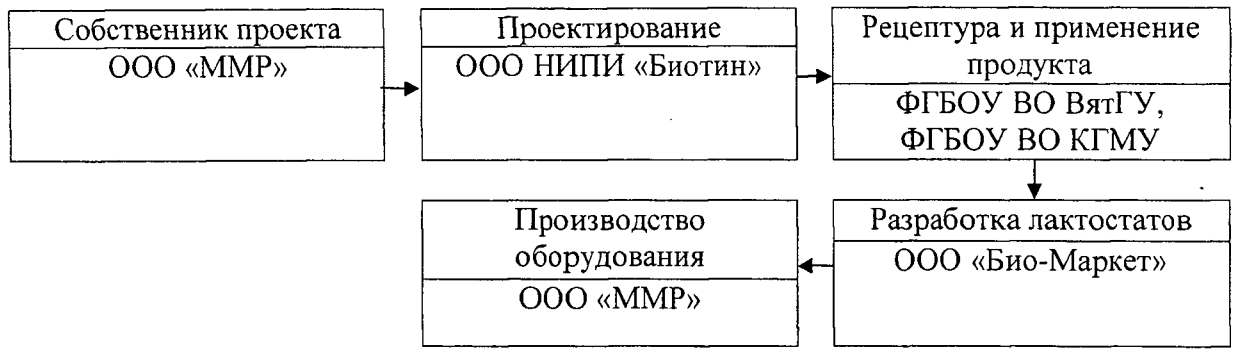 Собственник проекта
ООО «ММР»
Проектирование
ООО НИПИ «Биотин»
Рецептура и применение
продукта
ФГБОУ ВО ВятГУ,
ФГБОУ ВО КГМУ
Разработка лактостатов
ООО «Био-Маркет»
Производство
оборудования
ООО «ММР»